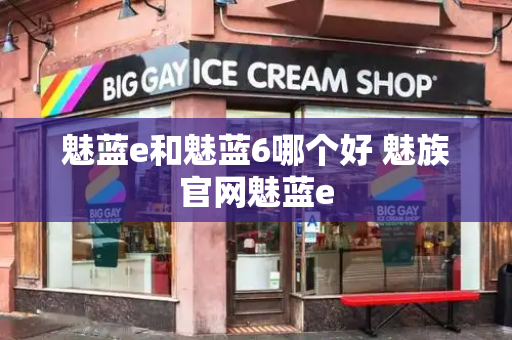 BIG GAY ICE CREAM SHOP
魅蓝e和魅蓝6哪个好 魅族
官网魅蓝e
BIG GAY
ICE CREAM
SHOP
BIG GAY
ICE CREAM SHOP
A